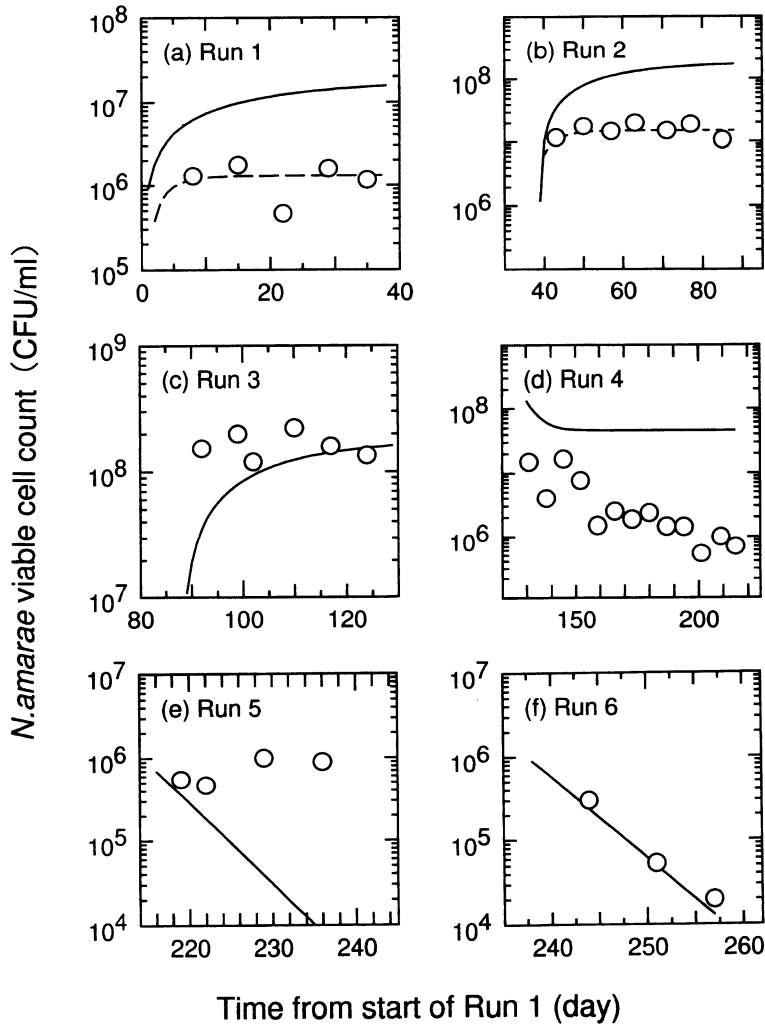 N.amarae viable cell count (CFU/ml)
(a) Run 1
10^8
10^7
10^6
10^5
0 20 40
(b) Run 2
10^8
10^6
40 60 80
(c) Run 3
10^9
10^8
10^7
80 100 120
(d) Run 4
10^8
10^6
150 200
(e) Run 5
10^7
10^6
10^5
10^4
220 230 240
(f) Run 6
10^7
10^6
10^5
10^4
240 250 260
Time from start of Run 1 (day)